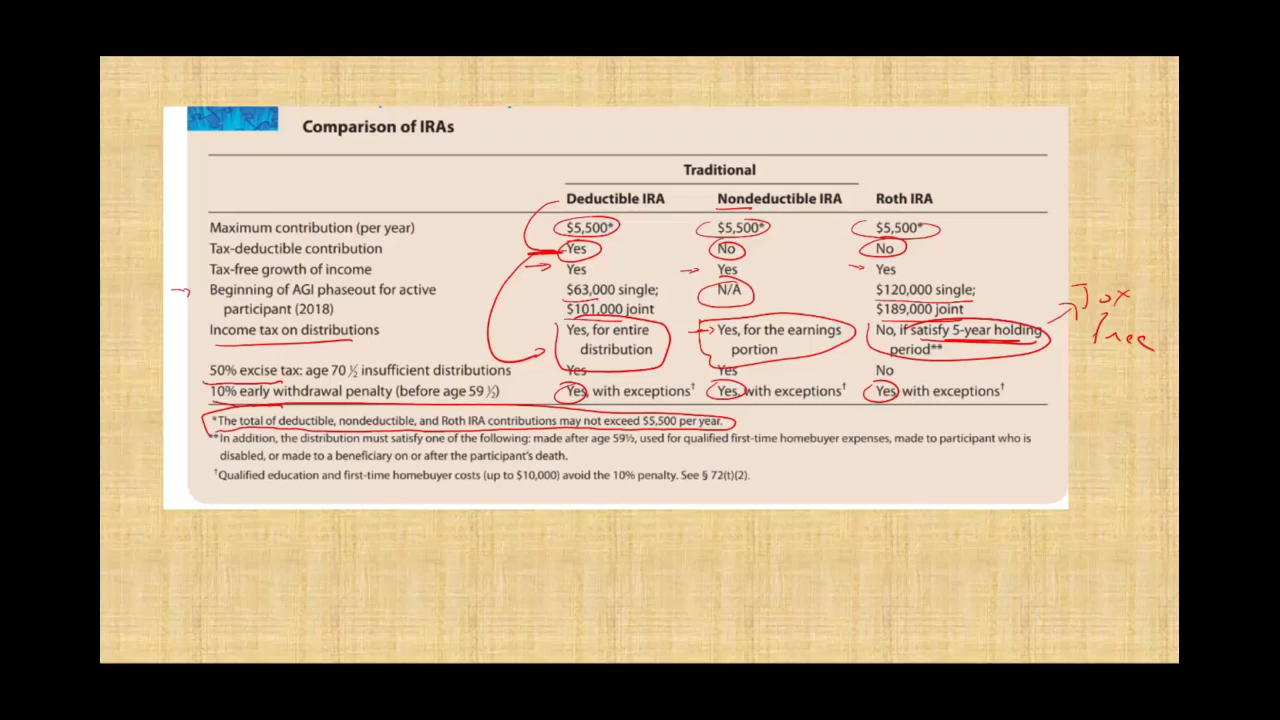 Comparison of IRAs
Traditional
Deductible IRA Nondeductible IRA Roth IRA
Maximum contribution (per year) $5,500* $5,500* $5,500*
Tax-deductible contribution Yes No No
Tax-free growth of income Yes Yes Yes
Beginning of AGI phaseout for active $63,000 single; N/A $120,000 single;
participant (2018) $101,000 joint $189,000 joint
Income tax on distributions Yes, for entire Yes, for the earnings No, if satisfy 5-year holding
distribution portion period**
50% excise tax: age 70 ½ insufficient distributions Yes Yes No
10% early withdrawal penalty (before age 59 ½) Yes, with exceptions† Yes, with exceptions† Yes, with exceptions†
*The total of deductible, nondeductible, and Roth IRA contributions may not exceed $5,500 per year.
**In addition, the distribution must satisfy one of the following: made after age 59½, used for qualified first-time homebuyer expenses, made to participant who is
disabled, or made to a beneficiary on or after the participant's death.
†Qualified education and first-time homebuyer costs (up to $10,000) avoid the 10% penalty. See § 72(t)(2).
Tax
free